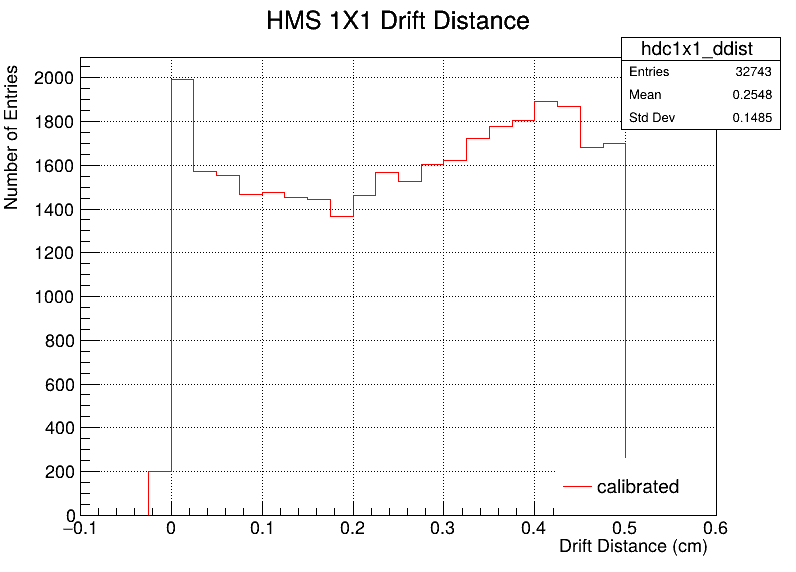 HMS 1X1 Drift Distance
hdc1x1_ddist
Entries 32743
Mean 0.2548
Std Dev 0.1485
Number of Entries
2000
1800
1600
1400
1200
1000
800
600
400
200
0
−0.1 0 0.1 0.2 0.3 0.4 0.5 0.6
Drift Distance (cm)
calibrated